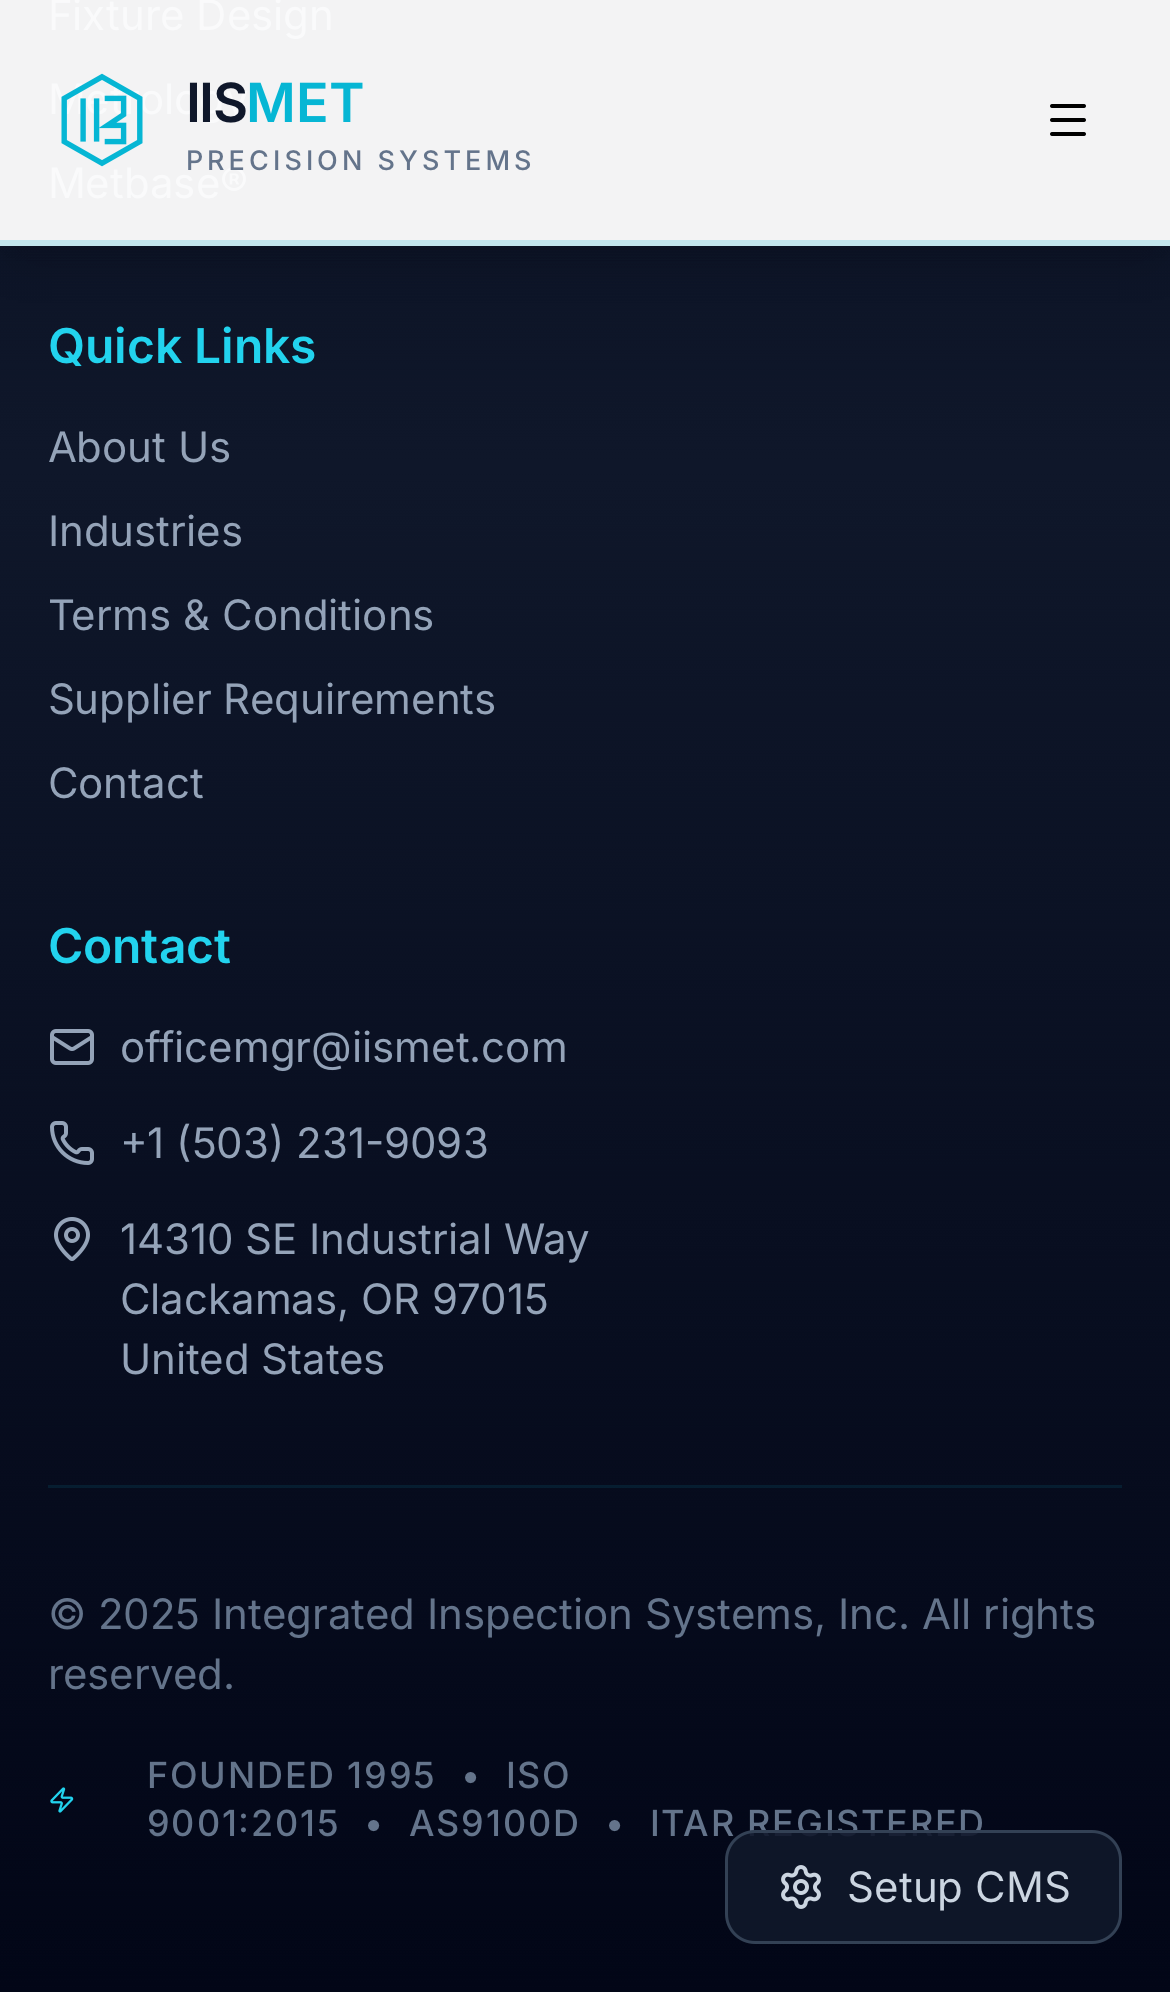 Fixture Design
IISMET
PRECISION SYSTEMS
Metbase®
Quick Links
About Us
Industries
Terms & Conditions
Supplier Requirements
Contact
Contact
officemgr@iismet.com
+1 (503) 231-9093
14310 SE Industrial Way
Clackamas, OR 97015
United States
© 2025 Integrated Inspection Systems, Inc. All rights
reserved.
FOUNDED 1995 • ISO
9001:2015 • AS9100D • ITAR REGISTERED
Setup CMS